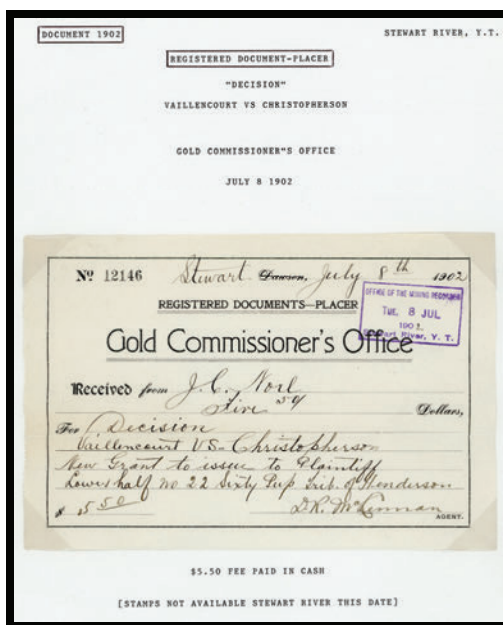 DOCUMENT 1902
STEWART RIVER, Y.T.
REGISTERED DOCUMENT-PLACER
"DECISION"
VAILLENCOURT VS CHRISTOPHERSON
GOLD COMMISSIONER"S OFFICE
JULY 8 1902
No 12146 Stewart Dawson, July 8th 1902
REGISTERED DOCUMENTS—PLACER
OFFICE OF THE MINING RECORDER
TUE. 8 JUL
1902
Stewart River, Y. T.
Gold Commissioner's Office
Received from J. C. Noel
Five 50/ Dollars,
For Decision
Vaillencourt VS- Christopherson
New Grant to issue to Plaintiff
Lower half no 22 Sixty Pup Trib. of Henderson
$ 5.50 D.R. McLennan
AGENT.
$5.50 FEE PAID IN CASH
[STAMPS NOT AVAILABLE STEWART RIVER THIS DATE]